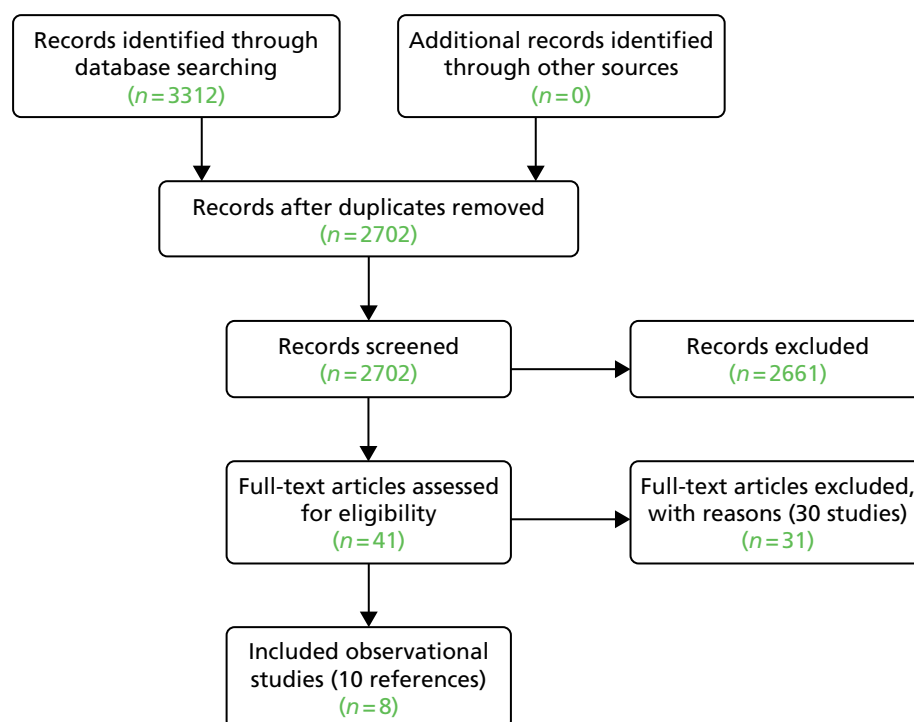 Records identified through
database searching
(n=3312)
Additional records identified
through other sources
(n=0)
Records after duplicates removed
(n=2702)
Records screened
(n=2702)
Records excluded
(n=2661)
Full-text articles assessed
for eligibility
(n=41)
Full-text articles excluded,
with reasons (30 studies)
(n=31)
Included observational
studies (10 references)
(n=8)